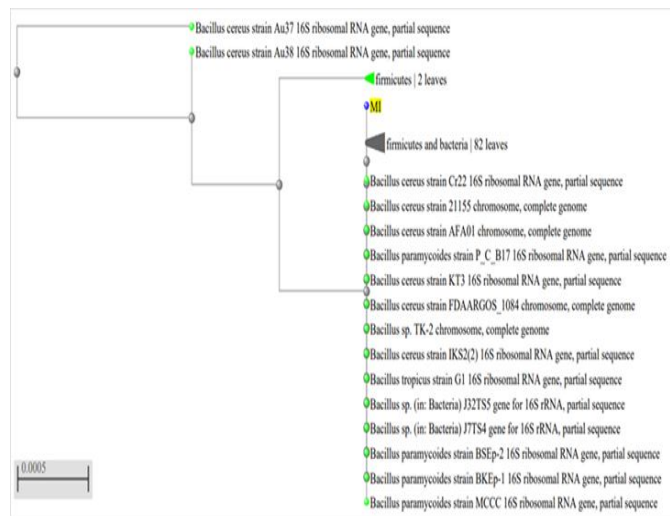 Bacillus cereus strain Au37 16S ribosomal RNA gene, partial sequence
Bacillus cereus strain Au38 16S ribosomal RNA gene, partial sequence
firmicutes | 2 leaves
MI
firmicutes and bacteria | 82 leaves
Bacillus cereus strain Cr22 16S ribosomal RNA gene, partial sequence
Bacillus cereus strain 21155 chromosome, complete genome
Bacillus cereus strain AFA01 chromosome, complete genome
Bacillus paramycoides strain P_C_B17 16S ribosomal RNA gene, partial sequence
Bacillus cereus strain KT3 16S ribosomal RNA gene, partial sequence
Bacillus cereus strain FDAARGOS_1084 chromosome, complete genome
Bacillus sp. TK-2 chromosome, complete genome
Bacillus cereus strain IKS2(2) 16S ribosomal RNA gene, partial sequence
Bacillus tropicus strain G1 16S ribosomal RNA gene, partial sequence
Bacillus sp. (in: Bacteria) J32TS5 gene for 16S rRNA, partial sequence
Bacillus sp. (in: Bacteria) J7TS4 gene for 16S rRNA, partial sequence
Bacillus paramycoides strain BSEp-2 16S ribosomal RNA gene, partial sequence
Bacillus paramycoides strain BKEp-1 16S ribosomal RNA gene, partial sequence
Bacillus paramycoides strain MCCC 16S ribosomal RNA gene, partial sequence
0.0005